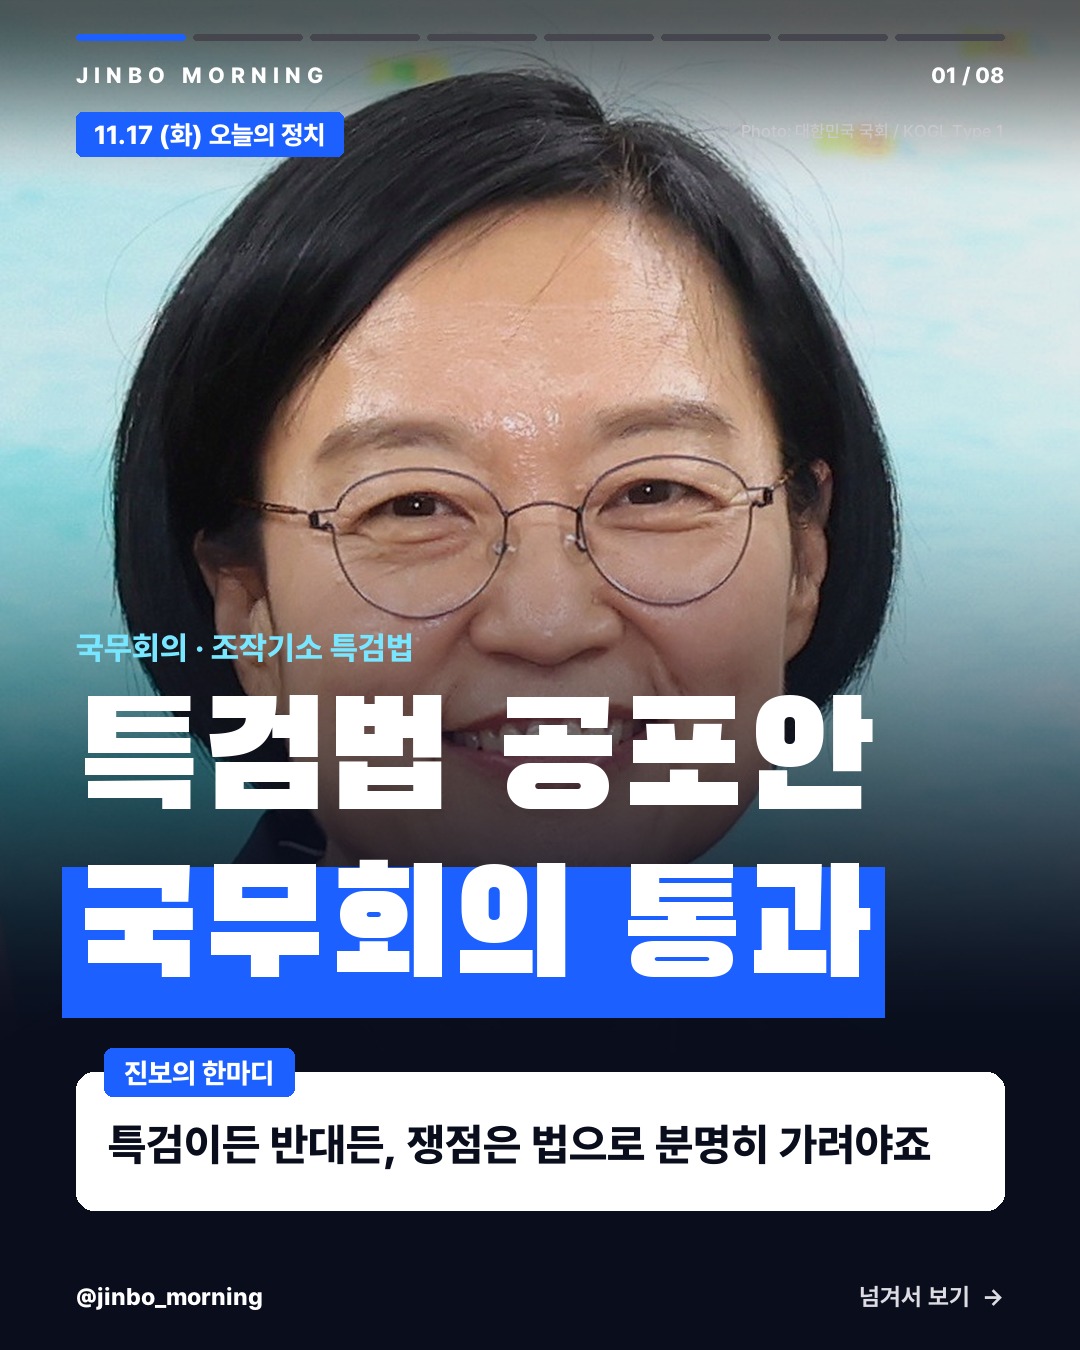 JINBO MORNING
01 / 08
11.17 (화) 오늘의 정치
Photo: 대한민국 국회 / KOGL Type 1
국무회의 · 조작기소 특검법
특검법 공포안
국무회의 통과
진보의 한마디
특검이든 반대든, 쟁점은 법으로 분명히 가려야죠
@jinbo_morning
넘겨서 보기 →